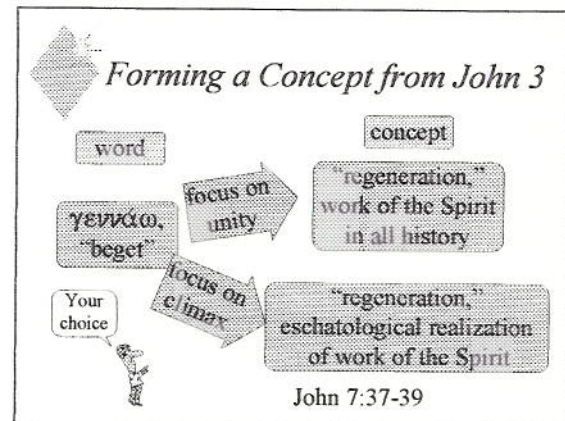 Forming a Concept from John 3
word
concept
γεννάω,
"beget"
focus on
unity
"regeneration,"
work of the Spirit
in all history
focus on
climax
"regeneration,"
eschatological realization
of work of the Spirit
Your
choice
John 7:37-39